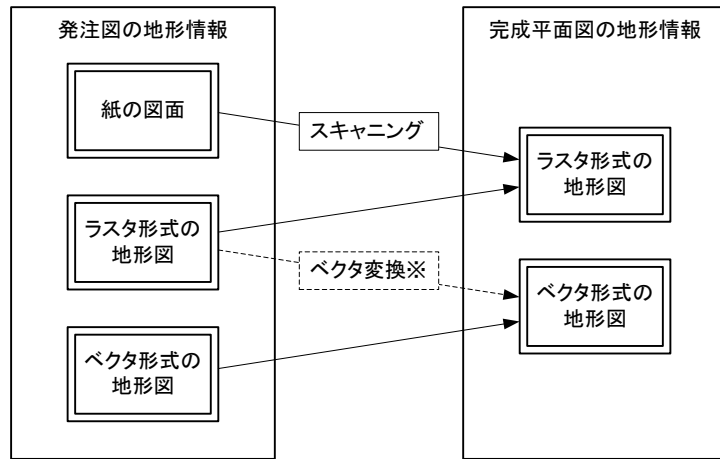 発注図の地形情報
紙の図面
ラスタ形式の
地形図
ベクタ形式の
地形図
スキャニング
ベクタ変換※
完成平面図の地形情報
ラスタ形式の
地形図
ベクタ形式の
地形図